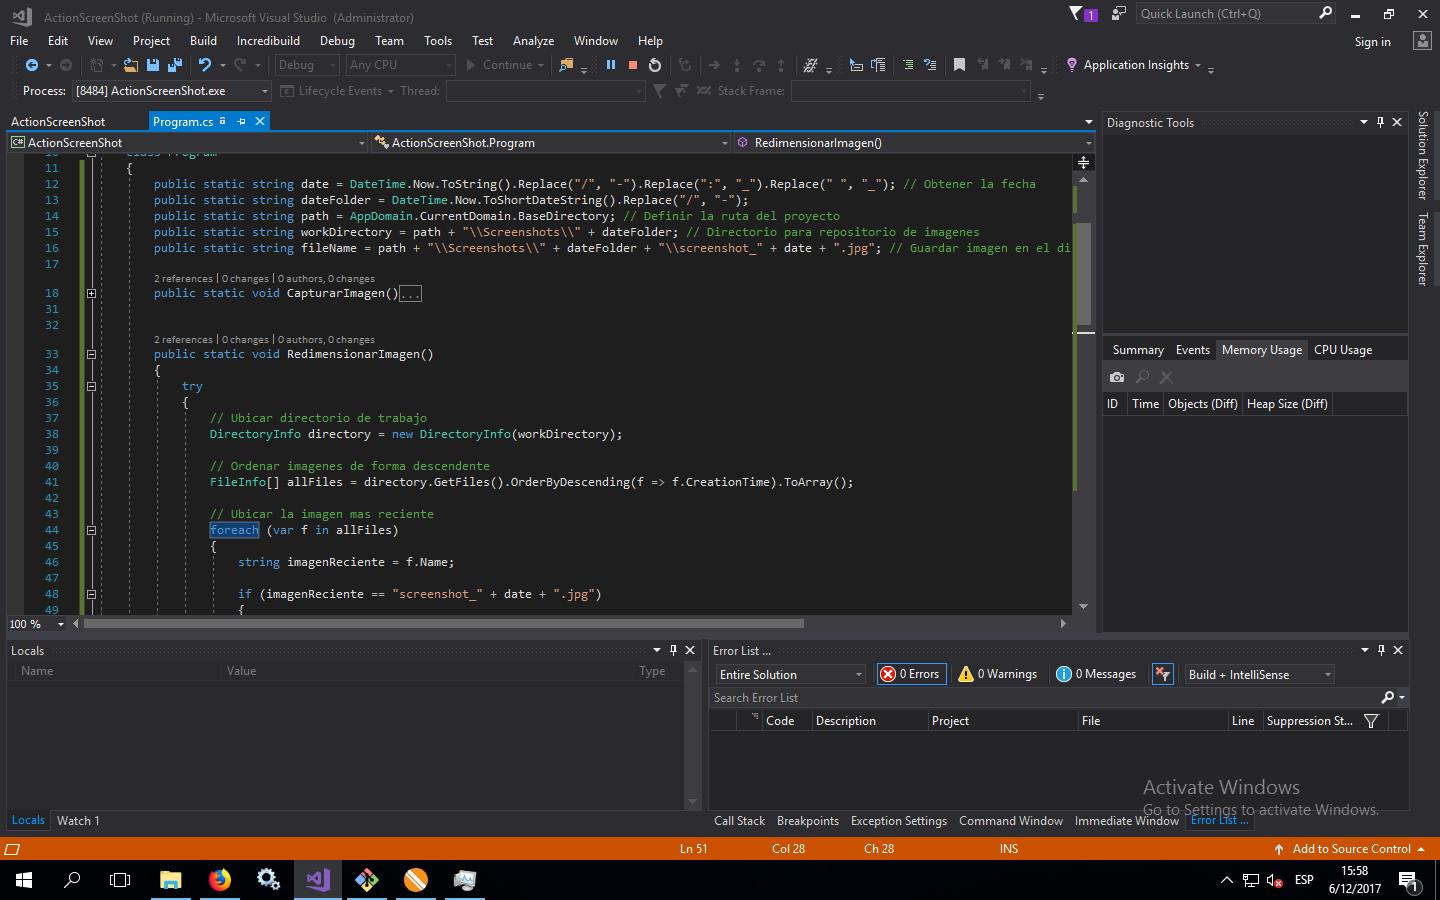 ActionScreenShot (Running) - Microsoft Visual Studio (Administrator)
1
Quick Launch (Ctrl+Q)
File Edit View Project Build Incredibuild Debug Team Tools Test Analyze Window Help
Sign in
Debug Any CPU Continue Application Insights
Process: [8484] ActionScreenShot.exe Lifecycle Events Thread: Stack Frame:
ActionScreenShot Program.cs
C# ActionScreenShot ActionScreenShot.Program RedimensionarImagen()
10 class Program
11 {
12 public static string date = DateTime.Now.ToString().Replace("/", "-").Replace(":", "_").Replace(" ", "_"); // Obtener la fecha
13 public static string dateFolder = DateTime.Now.ToShortDateString().Replace("/", "-");
14 public static string path = AppDomain.CurrentDomain.BaseDirectory; // Definir la ruta del proyecto
15 public static string workDirectory = path + "\\Screenshots\\" + dateFolder; // Directorio para repositorio de imagenes
16 public static string fileName = path + "\\Screenshots\\" + dateFolder + "\\screenshot_" + date + ".jpg"; // Guardar imagen en el di
17
2 references | 0 changes | 0 authors, 0 changes
18 public static void CapturarImagen()...
31
32
2 references | 0 changes | 0 authors, 0 changes
33 public static void RedimensionarImagen()
34 {
35 try
36 {
37 // Ubicar directorio de trabajo
38 DirectoryInfo directory = new DirectoryInfo(workDirectory);
39
40 // Ordenar imagenes de forma descendente
41 FileInfo[] allFiles = directory.GetFiles().OrderByDescending(f => f.CreationTime).ToArray();
42
43 // Ubicar la imagen mas reciente
44 foreach (var f in allFiles)
45 {
46 string imagenReciente = f.Name;
47
48 if (imagenReciente == "screenshot_" + date + ".jpg")
49 {
100 %
Diagnostic Tools
Summary Events Memory Usage CPU Usage
ID Time Objects (Diff) Heap Size (Diff)
Solution Explorer
Team Explorer
Locals
Name Value Type
Locals Watch 1
Error List ...
Entire Solution 0 Errors 0 Warnings 0 Messages Build + IntelliSense
Search Error List
Code Description Project File Line Suppression St...
Activate Windows
Go to Settings to activate Windows.
Call Stack Breakpoints Exception Settings Command Window Immediate Window Error List ...
Ln 51 Col 28 Ch 28 INS Add to Source Control
ESP
15:58
6/12/2017
1